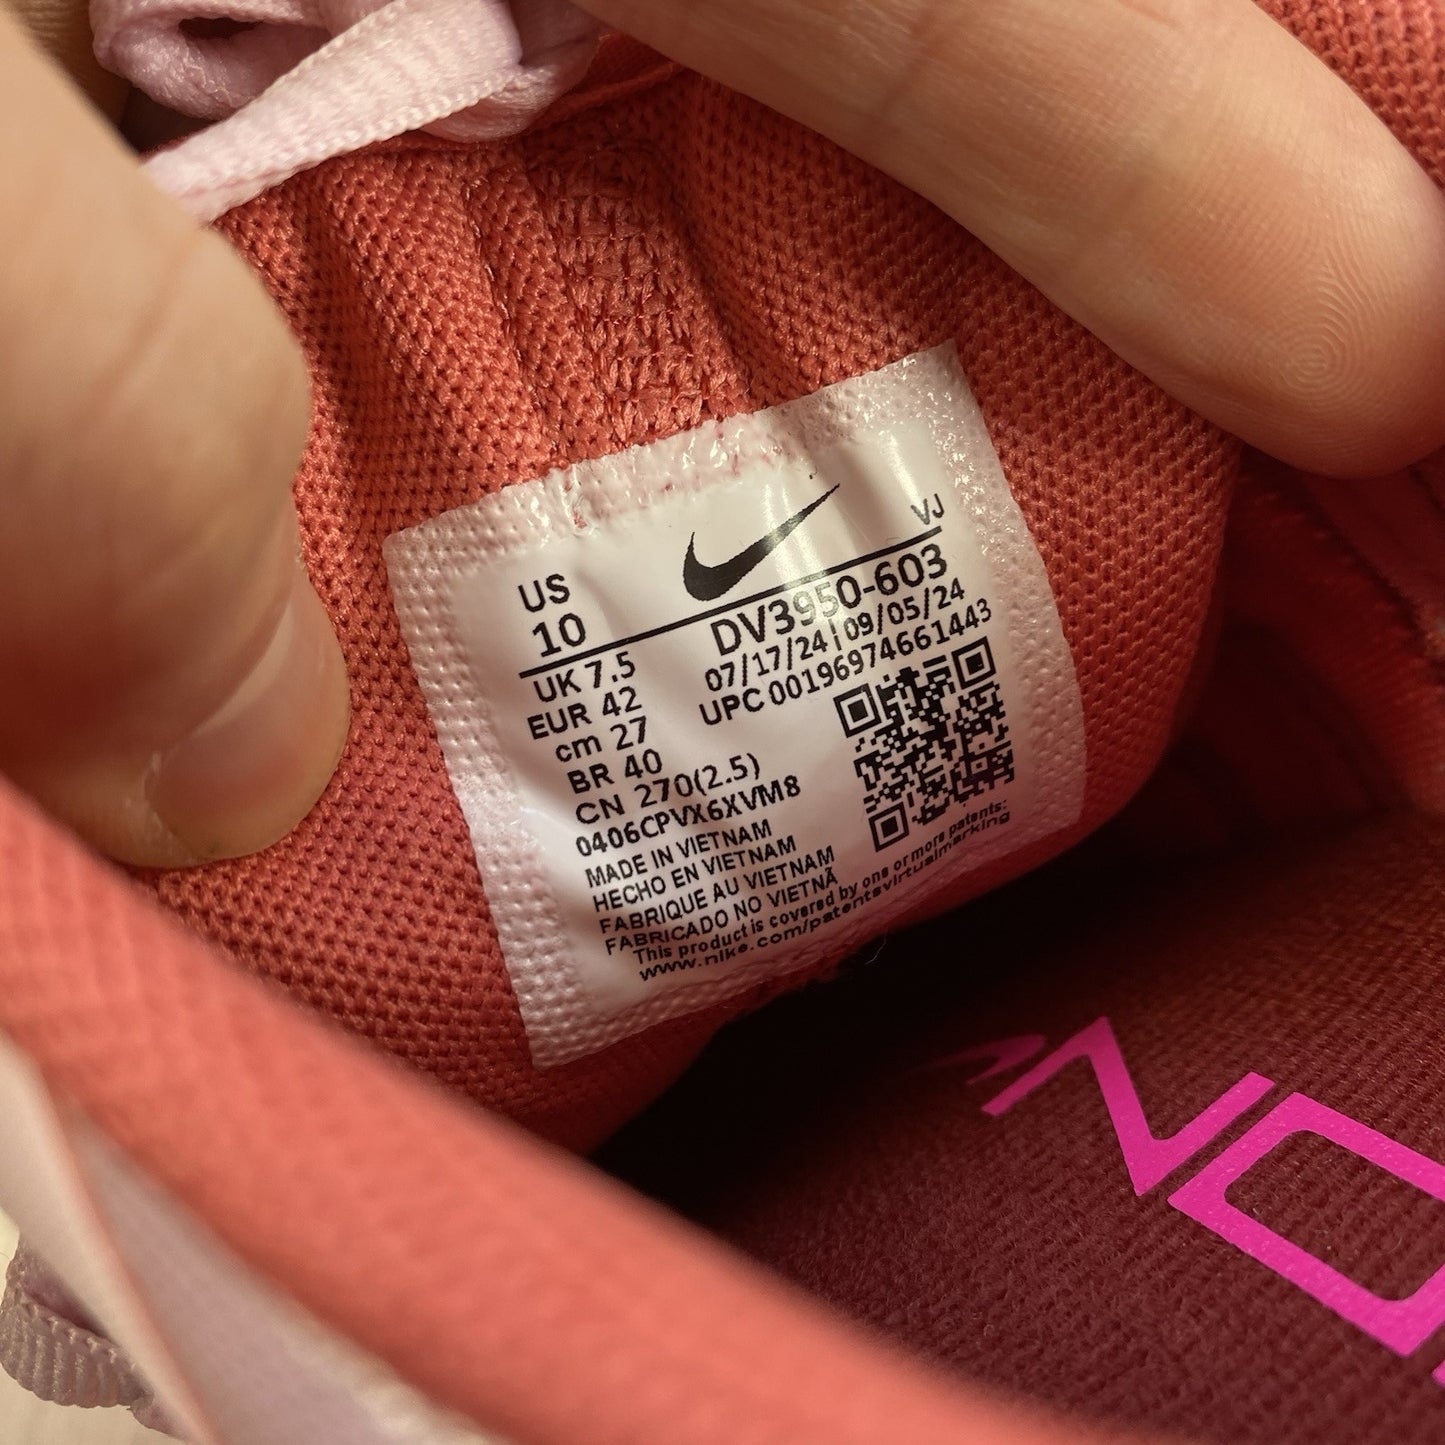 VJ
US
10
DV3950-603
07/17/24|09/05/24
UPC 00196974661443
UK 7.5
EUR 42
cm 27
BR 40
CN 270(2.5)
0406CPVX6XVM8
MADE IN VIETNAM
HECHO EN VIETNAM
FABRIQUE AU VIETNAM
FABRICADO NO VIETNÃ
This product is covered by one or more patents:
www.nike.com/patentsvirtualmarking